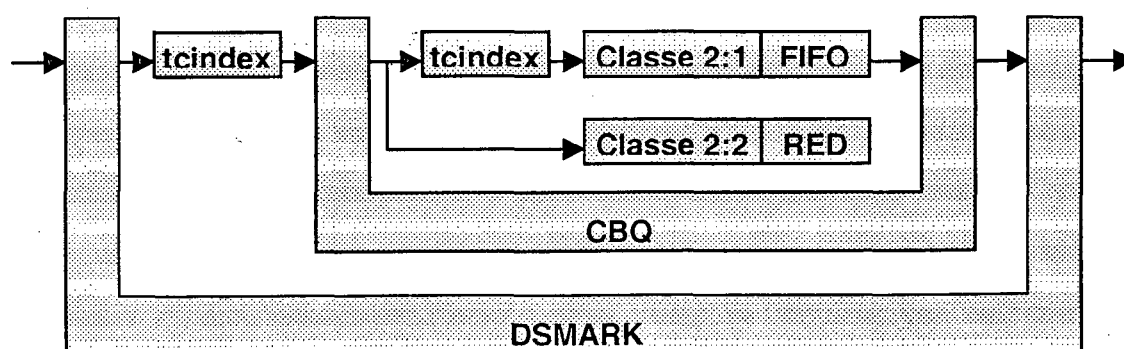 tcindex tcindex Classe 2:1 FIFO
Classe 2:2 RED
CBQ
DSMARK